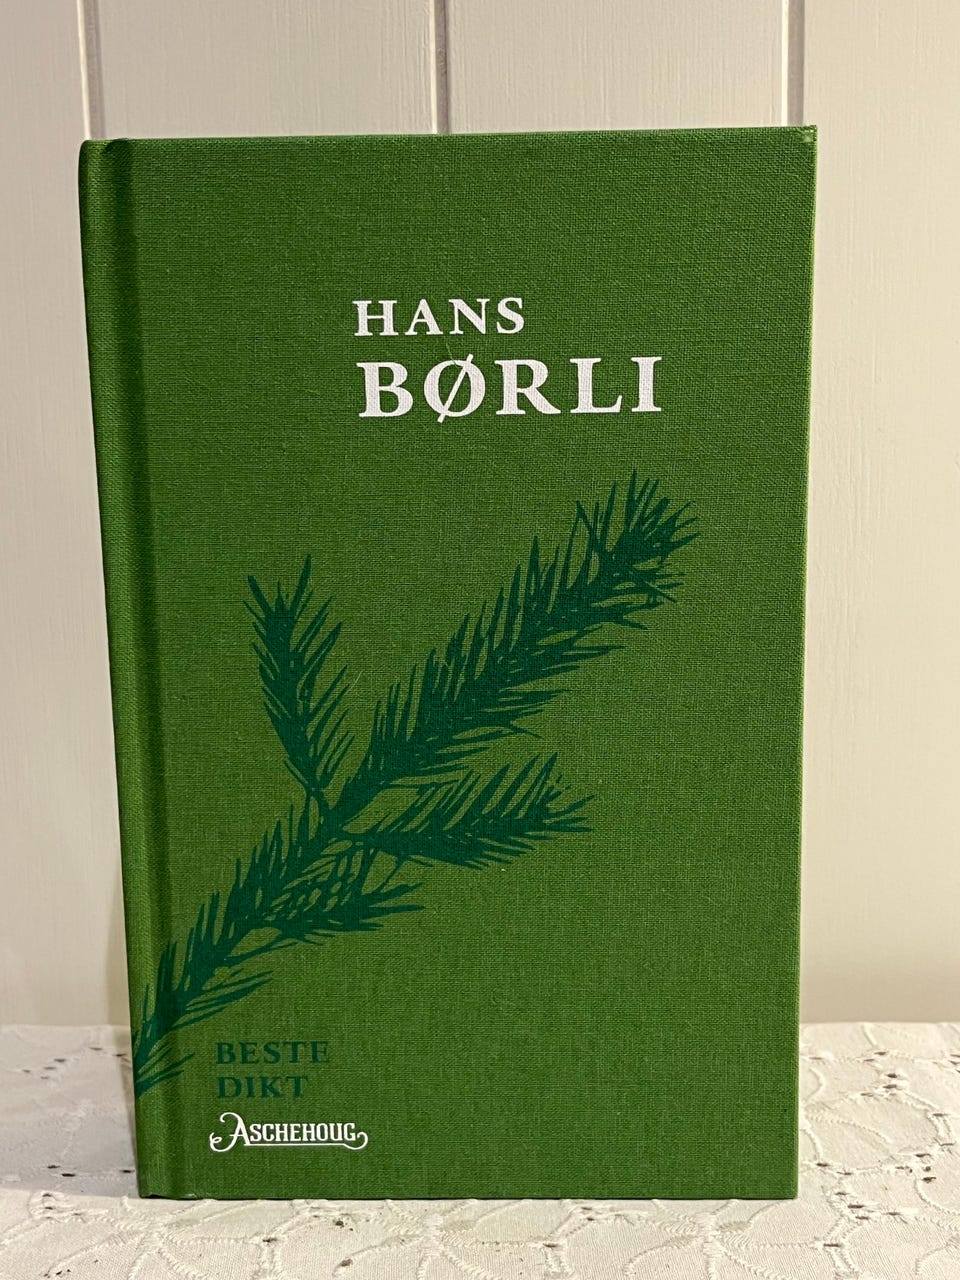 HANS
BØRLI
BESTE
DIKT
ASCHEHOUG